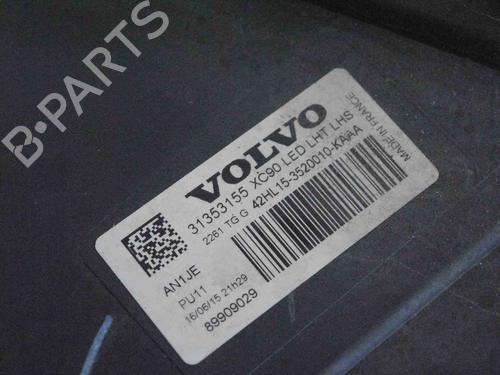 B-PARTS
VOLVO
MADE IN FRANCE
31353155 XC90 LED LHT LHS
2261 TG G 42HL15-3520010-KAAA
AN1JE
PU11
16/06/15 21h29
89909029